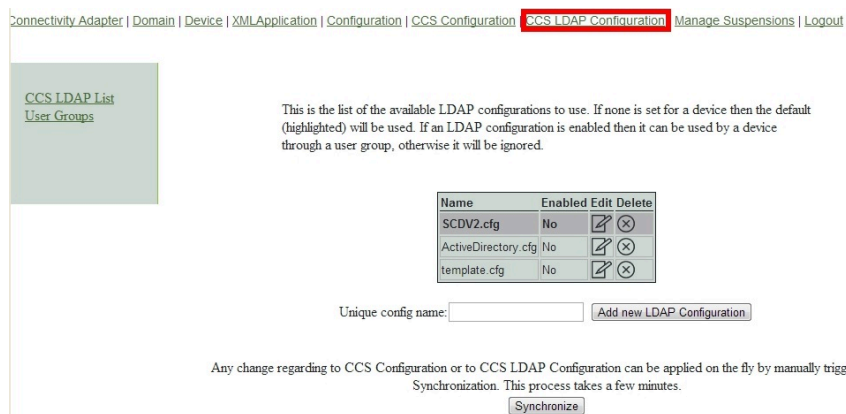 Connectivity Adapter | Domain | Device | XMLApplication | Configuration | CCS Configuration | CCS LDAP Configuration Manage Suspensions | Logout
CCS LDAP List
User Groups
This is the list of the available LDAP configurations to use. If none is set for a device then the default
(highlighted) will be used. If an LDAP configuration is enabled then it can be used by a device
through a user group, otherwise it will be ignored.
Name Enabled Edit Delete
SCDV2.cfg No
ActiveDirectory.cfg No
template.cfg No
Unique config name: Add new LDAP Configuration
Any change regarding to CCS Configuration or to CCS LDAP Configuration can be applied on the fly by manually trigg
Synchronization. This process takes a few minutes.
Synchronize